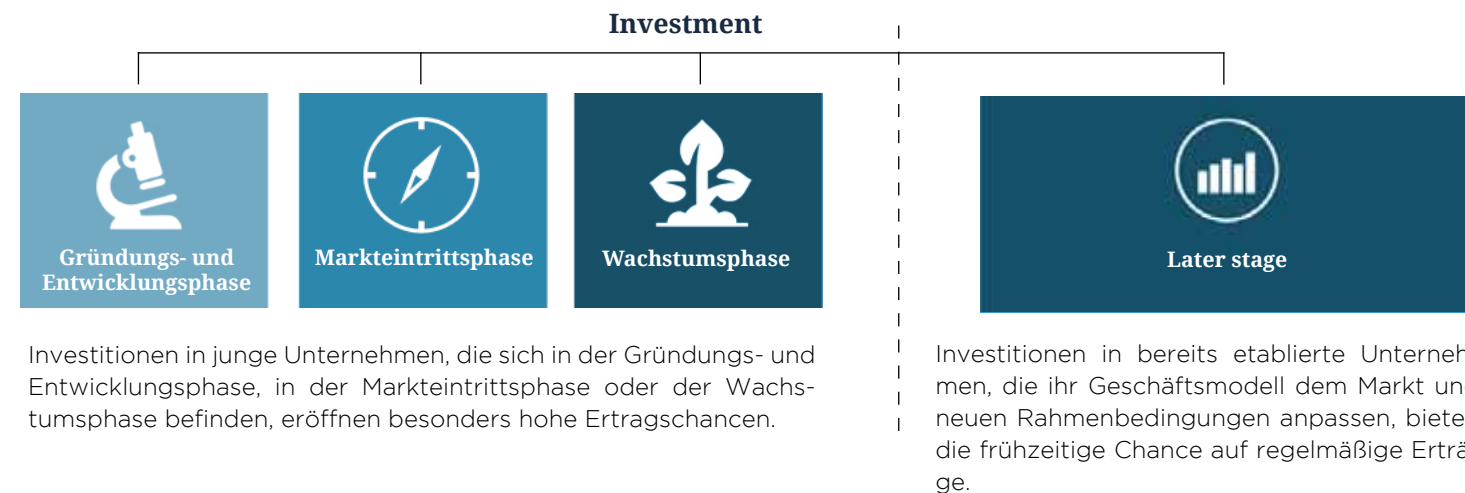 Investment
Gründungs- und
Entwicklungsphase
Markteintrittsphase
Wachstumsphase
Later stage
Investitionen in junge Unternehmen, die sich in der Gründungs- und
Entwicklungsphase, in der Markteintrittsphase oder der Wachs-
tumsphase befinden, eröffnen besonders hohe Ertragschancen.
Investitionen in bereits etablierte Unterneh
men, die ihr Geschäftsmodell dem Markt un
neuen Rahmenbedingungen anpassen, biete
die frühzeitige Chance auf regelmäßige Erträ
ge.